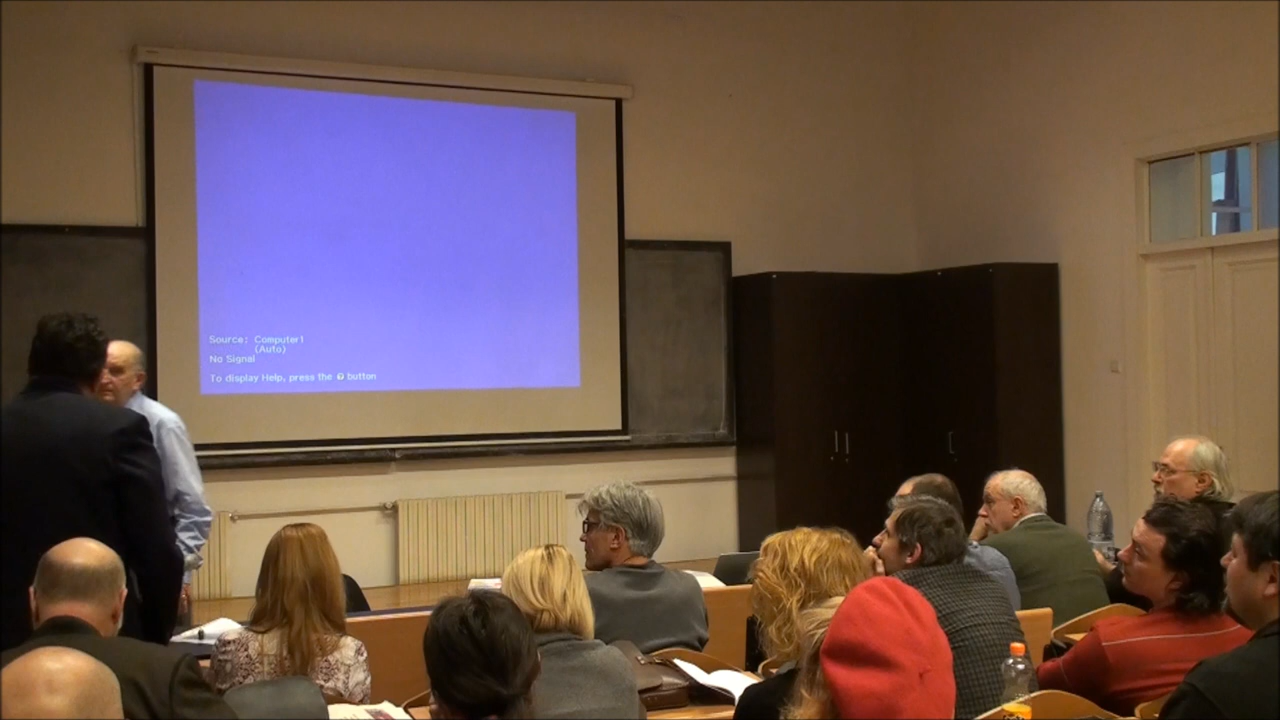 Source: Computer1
(Auto)
No Signal
To display Help, press the ? button